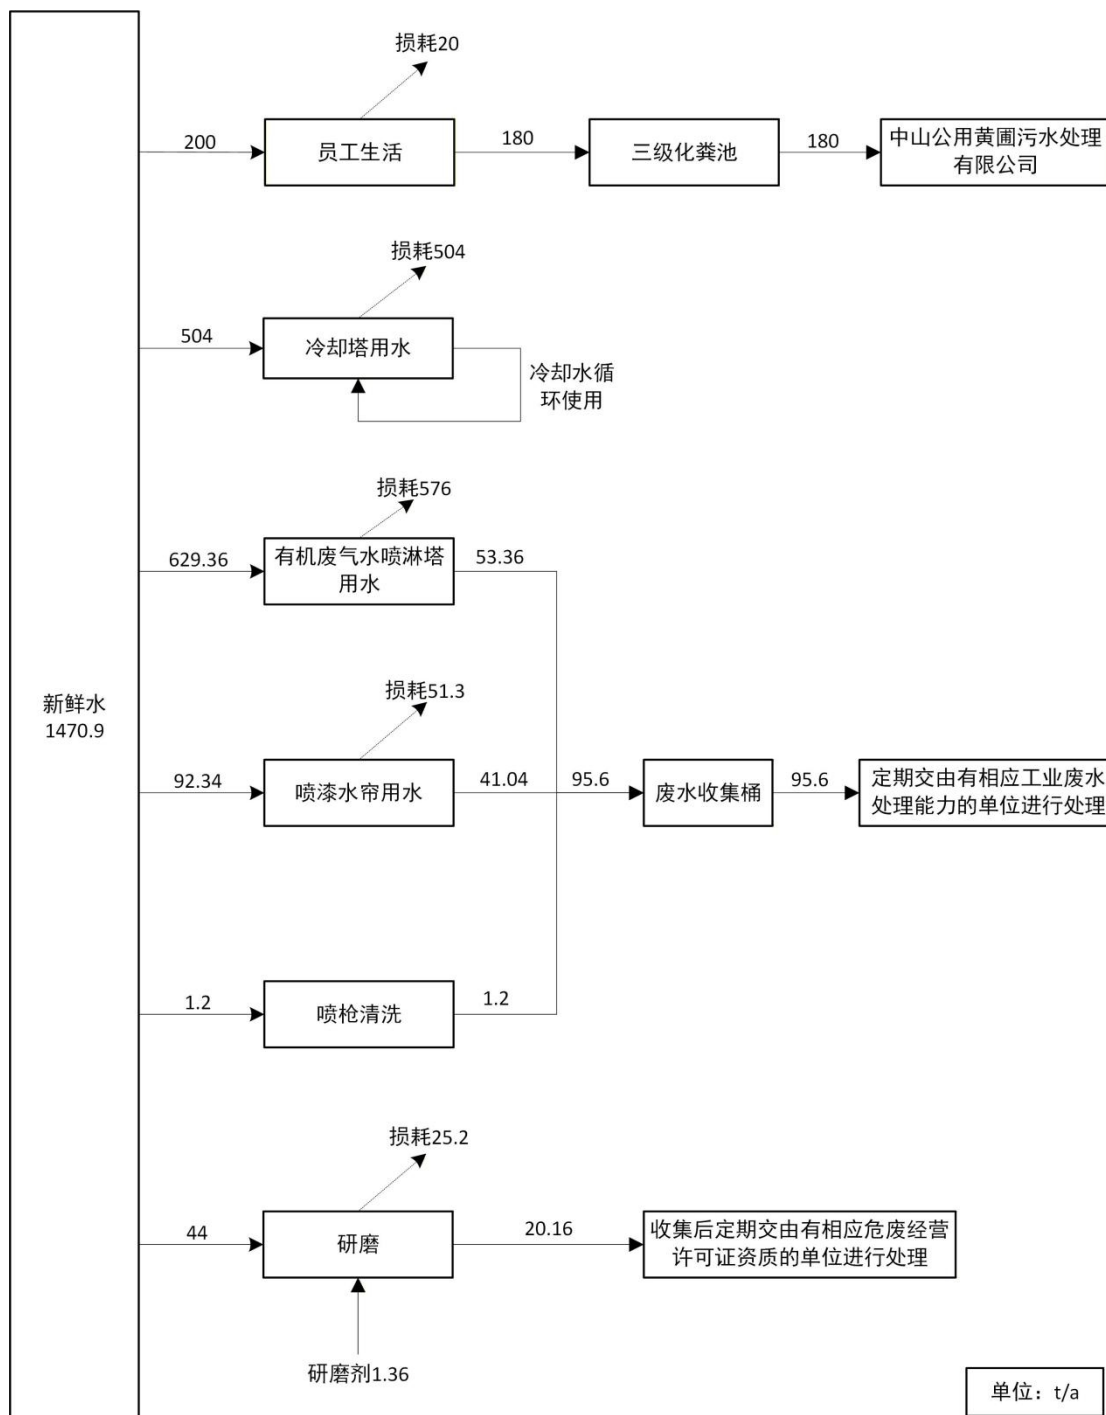 损耗20
200
员工生活
180
三级化粪池
180
中山公用黄圃污水处理
有限公司
损耗504
504
冷却塔用水
冷却水循
环使用
损耗576
629.36
有机废气水喷淋塔
用水
53.36
新鲜水
1470.9
损耗51.3
92.34
喷漆水帘用水
41.04
95.6
废水收集桶
95.6
定期交由有相应工业废水
处理能力的单位进行处理
1.2
喷枪清洗
1.2
损耗25.2
44
研磨
20.16
收集后定期交由有相应危废经营
许可证资质的单位进行处理
研磨剂1.36
单位：t/a